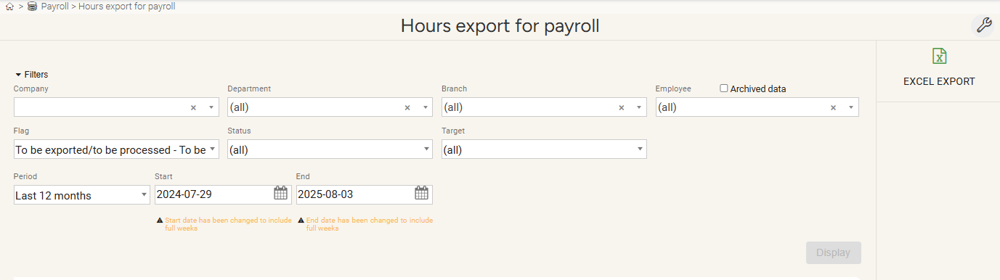 > Payroll > Hours export for payroll
Hours export for payroll
EXCEL EXPORT
Filters
Company
Department
Branch
Employee
Archived data
(all)
(all)
(all)
Flag
Status
Target
To be exported/to be processed - To be
(all)
(all)
Period
Start
End
Last 12 months
2024-07-29
2025-08-03
Start date has been changed to include
full weeks
End date has been changed to include
full weeks
Display